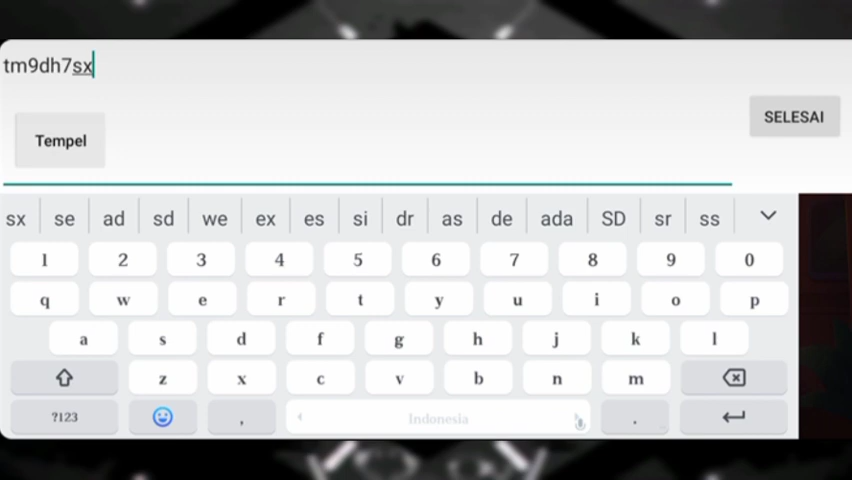 tm9dh7sx
SELESAI
Tempel
sx se ad sd we ex es si dr as de ada SD sr ss
1 2 3 4 5 6 7 8 9 0
q w e r t y u i o p
a s d f g h j k l
z x c v b n m
?123 , Indonesia .